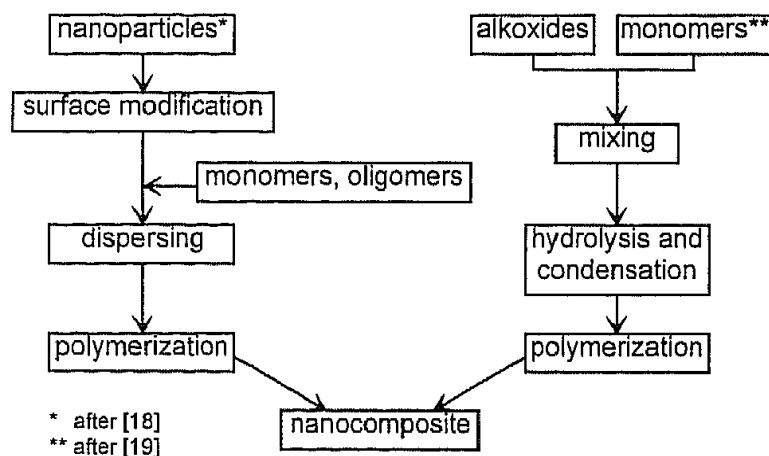 nanoparticles*
surface modification
monomers, oligomers
dispersing
polymerization
alkoxides
monomers**
mixing
hydrolysis and
condensation
polymerization
nanocomposite
* after [18]
** after [19]